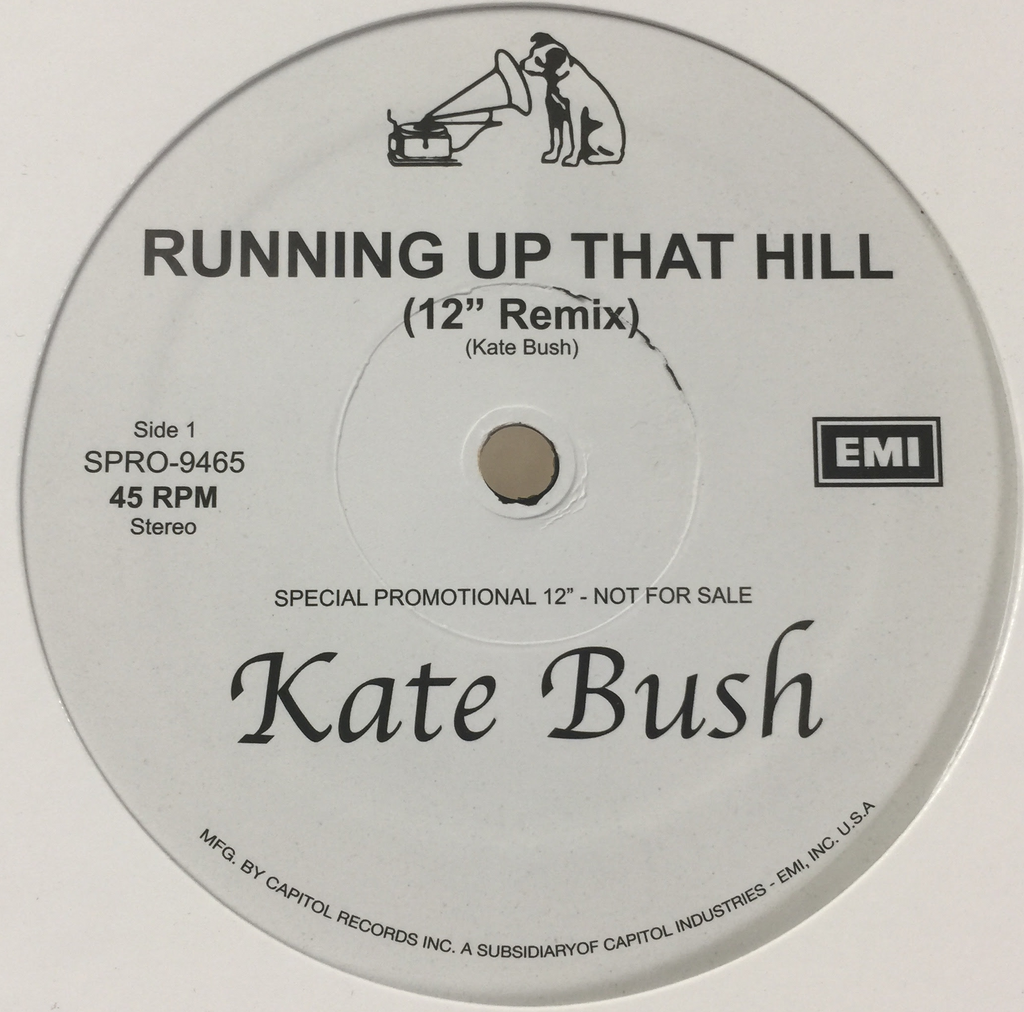 RUNNING UP THAT HILL
(12” Remix)
(Kate Bush)
Side 1
SPRO-9465
45 RPM
Stereo
EMI
SPECIAL PROMOTIONAL 12” - NOT FOR SALE
Kate Bush
MFG. BY CAPITOL RECORDS INC. A SUBSIDIARYOF CAPITOL INDUSTRIES - EMI, INC. U.S.A